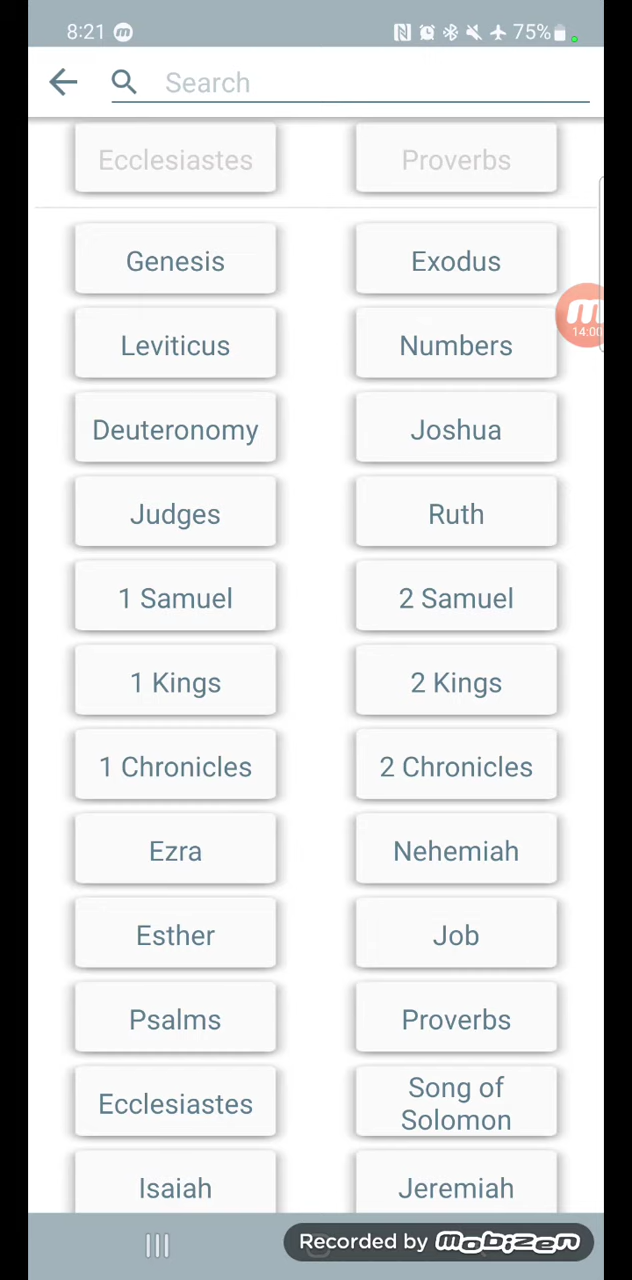 8:21
75%
Search
Ecclesiastes
Proverbs
Genesis
Exodus
Leviticus
Numbers
14:00
Deuteronomy
Joshua
Judges
Ruth
1 Samuel
2 Samuel
1 Kings
2 Kings
1 Chronicles
2 Chronicles
Ezra
Nehemiah
Esther
Job
Psalms
Proverbs
Ecclesiastes
Song of
Solomon
Isaiah
Jeremiah
Recorded by mobizen